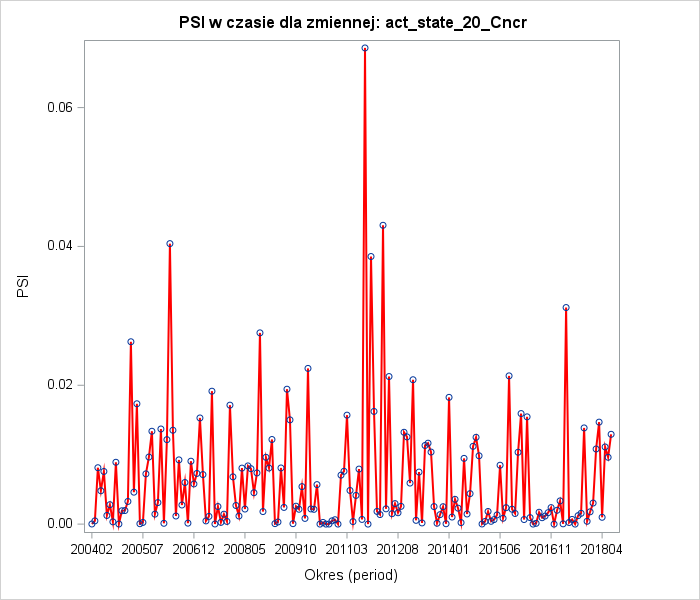 PSI w czasie dla zmiennej: act_state_20_Cncr
0.06
0.04
0.02
0.00
PSI
200402 200507 200612 200805 200910 201103 201208 201401 201506 201611 201804
Okres (period)